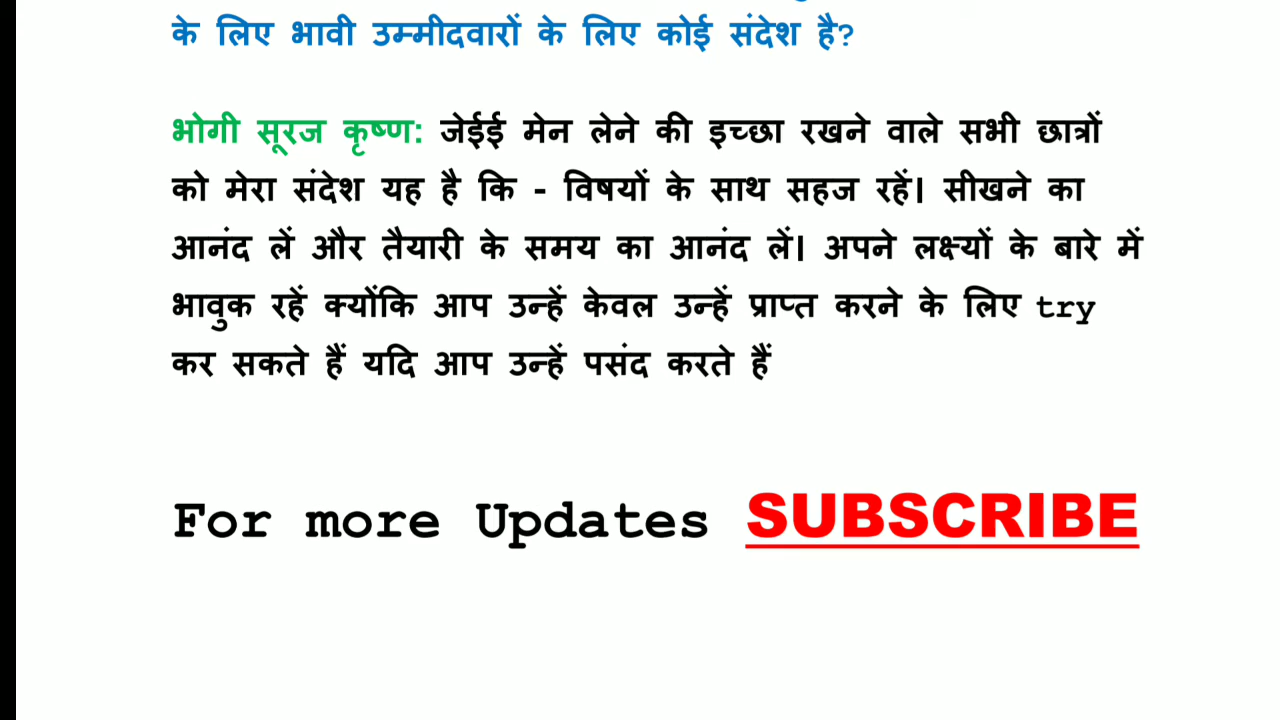 के लिए भावी उम्मीदवारों के लिए कोई संदेश है?
भोगी सूरज कृष्ण: जेईई मेन लेने की इच्छा रखने वाले सभी छात्रों
को मेरा संदेश यह है कि - विषयों के साथ सहज रहें। सीखने का
आनंद लें और तैयारी के समय का आनंद लें। अपने लक्ष्यों के बारे में
भावुक रहें क्योंकि आप उन्हें केवल उन्हें प्राप्त करने के लिए try
कर सकते हैं यदि आप उन्हें पसंद करते हैं
For more Updates SUBSCRIBE